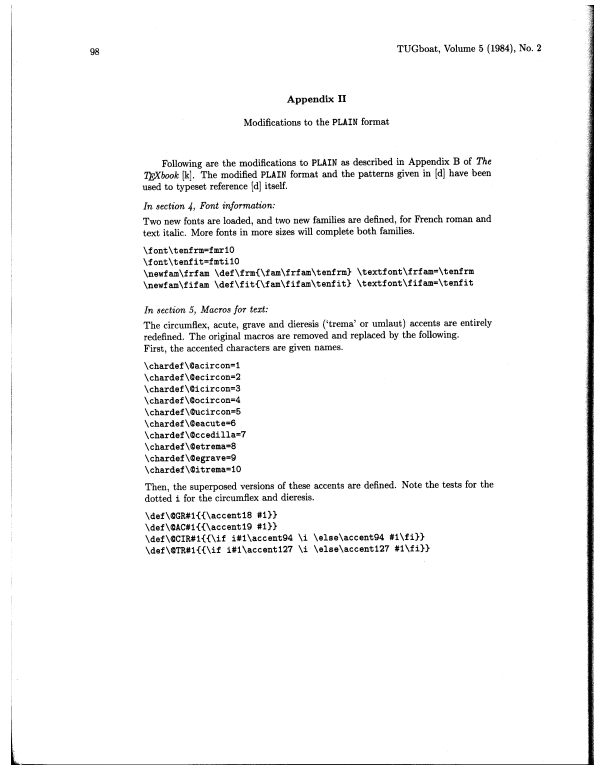 98
TUGboat, Volume 5 (1984), No. 2
Appendix II
Modifications to the PLAIN format
Following are the modifications to PLAIN as described in Appendix B of The
TEXbook [k]. The modified PLAIN format and the patterns given in [d] have been
used to typeset reference [d] itself.
In section 4, Font information:
Two new fonts are loaded, and two new families are defined, for French roman and
text italic. More fonts in more sizes will complete both families.
\font\tenfrm=fmr10
\font\tenfit=fmti10
\newfam\frfam \def\frm{\fam\frfam\tenfrm} \textfont\frfam=\tenfrm
\newfam\fifam \def\fit{\fam\fifam\tenfit} \textfont\fifam=\tenfit
In section 5, Macros for text:
The circumflex, acute, grave and dieresis ('trema' or umlaut) accents are entirely
redefined. The original macros are removed and replaced by the following.
First, the accented characters are given names.
\chardef\@acircon=1
\chardef\@ecircon=2
\chardef\@icircon=3
\chardef\@ocircon=4
\chardef\@ucircon=5
\chardef\@eacute=6
\chardef\@ccedilla=7
\chardef\@etrema=8
\chardef\@egrave=9
\chardef\@itrema=10
Then, the superposed versions of these accents are defined. Note the tests for the
dotted i for the circumflex and dieresis.
\def\@GR#1{{\accent18 #1}}
\def\@AC#1{{\accent19 #1}}
\def\@CIR#1{{\if i#1\accent94 \i \else\accent94 #1\fi}}
\def\@TR#1{{\if i#1\accent127 \i \else\accent127 #1\fi}}